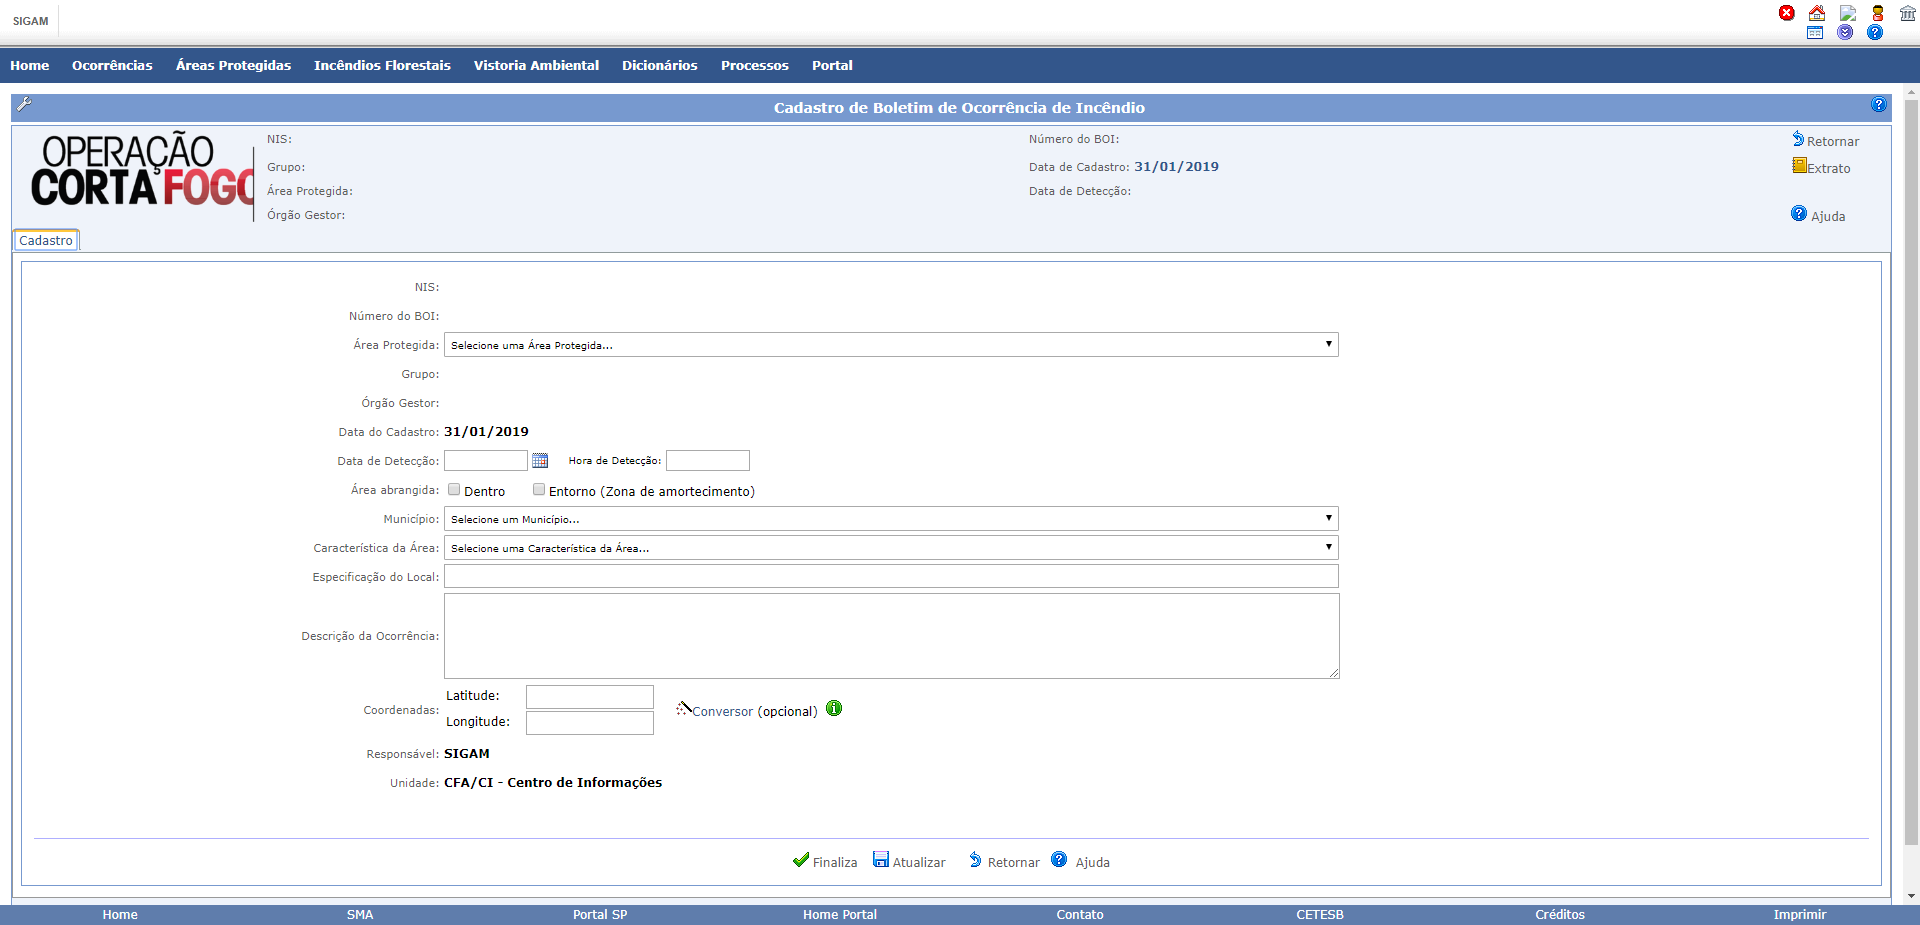 SIGAM
Home Ocorrências Áreas Protegidas Incêndios Florestais Vistoria Ambiental Dicionários Processos Portal
Cadastro de Boletim de Ocorrência de Incêndio
OPERAÇÃO
CORTA FOGO
NIS:
Número do BOI:
Retornar
Grupo:
Data de Cadastro: 31/01/2019
Extrato
Área Protegida:
Data de Detecção:
Órgão Gestor:
Ajuda
Cadastro
NIS:
Número do BOI:
Área Protegida: Selecione uma Área Protegida...
Grupo:
Órgão Gestor:
Data do Cadastro: 31/01/2019
Data de Detecção: Hora de Detecção:
Área abrangida: Dentro Entorno (Zona de amortecimento)
Município: Selecione um Município...
Característica da Área: Selecione uma Característica da Área...
Especificação do Local:
Descrição da Ocorrência:
Coordenadas: Latitude:
Longitude:
Conversor (opcional)
Responsável: SIGAM
Unidade: CFA/CI - Centro de Informações
Finaliza Atualizar Retornar Ajuda
Home SMA Portal SP Home Portal Contato CETESB Créditos Imprimir